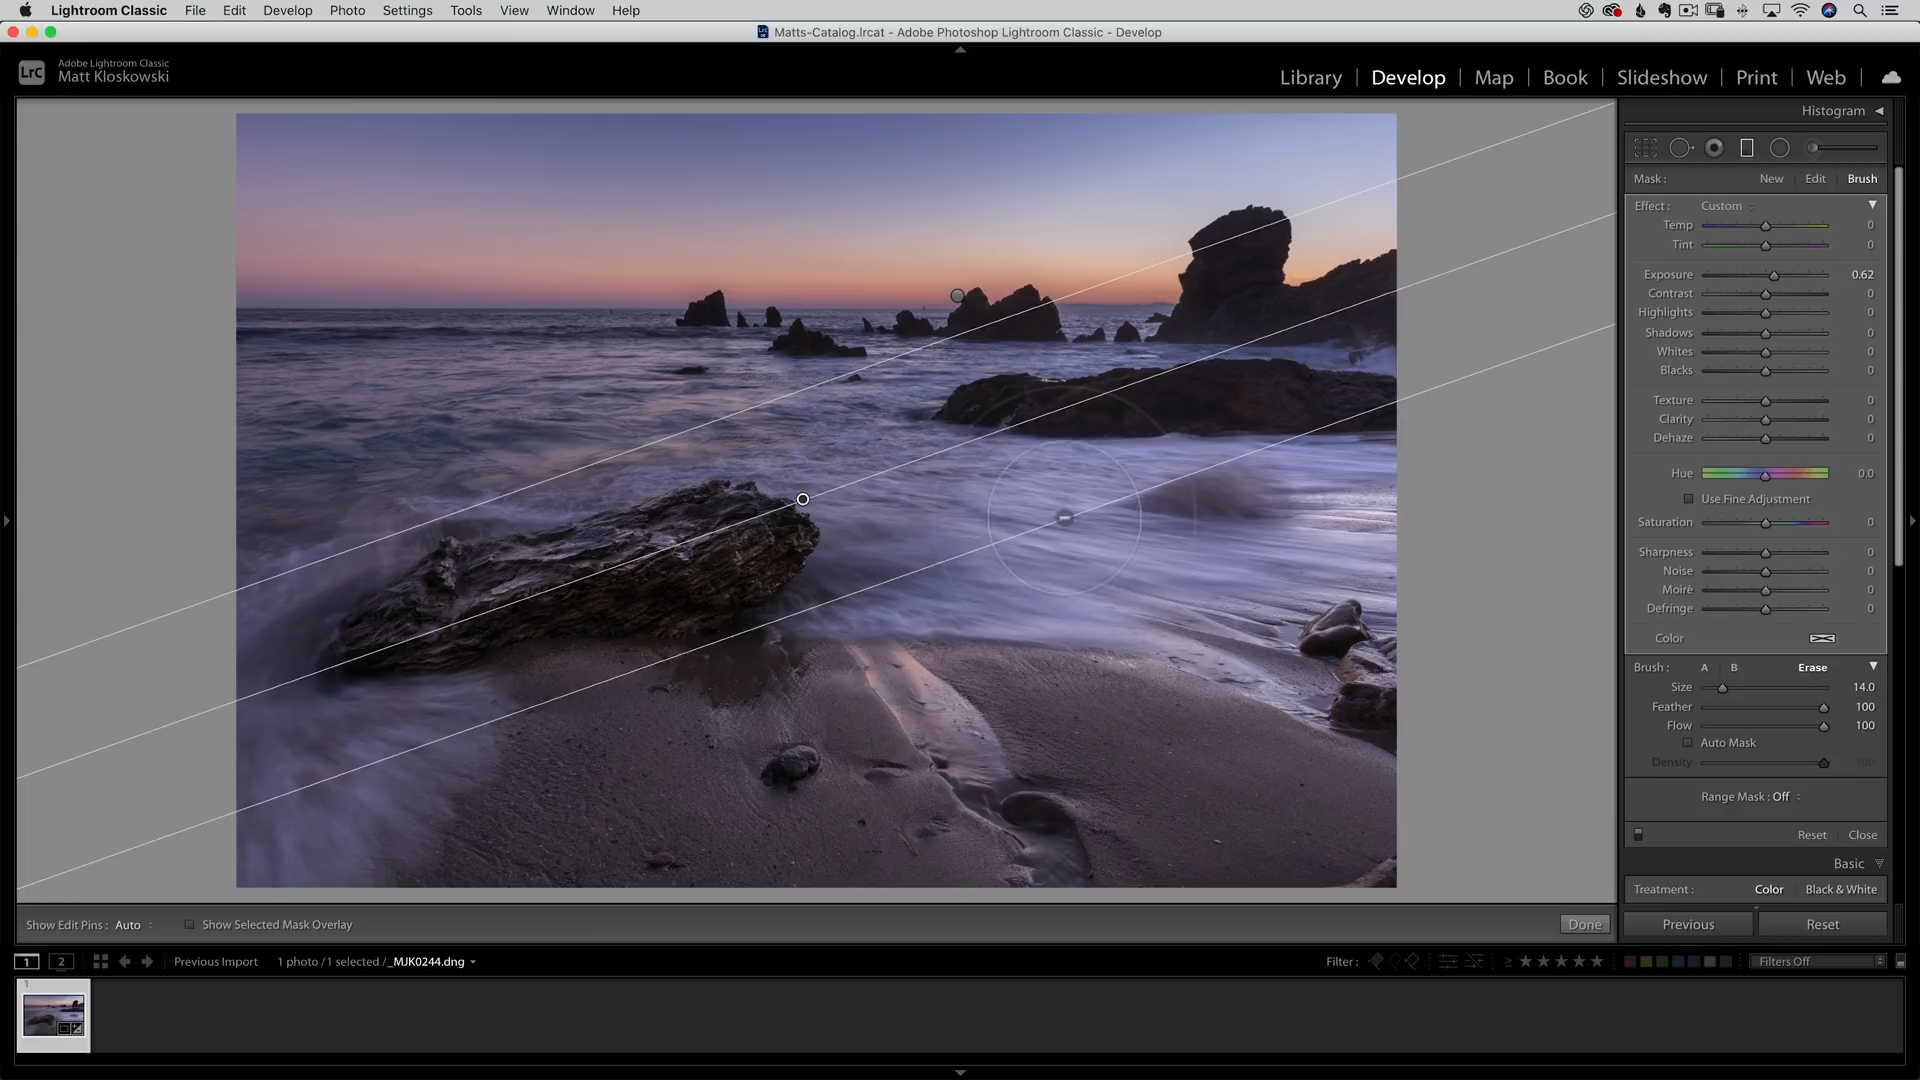 Lightroom Classic File Edit Develop Photo Settings Tools View Window Help
Matts-Catalog.lrcat - Adobe Photoshop Lightroom Classic - Develop
LrC
Adobe Lightroom Classic
Matt Kloskowski
Library | Develop | Map | Book | Slideshow | Print | Web
Histogram
Mask : New Edit Brush
Effect : Custom
Temp 0
Tint 0
Exposure 0.62
Contrast 0
Highlights 0
Shadows 0
Whites 0
Blacks 0
Texture 0
Clarity 0
Dehaze 0
Hue 0.0
Use Fine Adjustment
Saturation 0
Sharpness 0
Noise 0
Moiré 0
Defringe 0
Color
Brush : A B Erase
Size 14.0
Feather 100
Flow 100
Auto Mask
Density 100
Range Mask : Off
Reset Close
Basic
Treatment : Color Black & White
Show Edit Pins : Auto Show Selected Mask Overlay Done
Previous Reset
1 2 Previous Import 1 photo / 1 selected / _MJK0244.dng Filter : ≥ ★★★★★ Filters Off
1